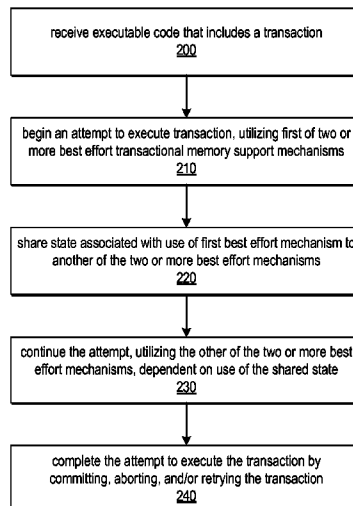 receive executable code that includes a transaction
200
begin an attempt to execute transaction, utilizing first of two or
more best effort transactional memory support mechanisms
210
share state associated with use of first best effort mechanism to
another of the two or more best effort mechanisms
220
continue the attempt, utilizing the other of the two or more best
effort mechanisms, dependent on use of the shared state
230
complete the attempt to execute the transaction by
committing, aborting, and/or retrying the transaction
240